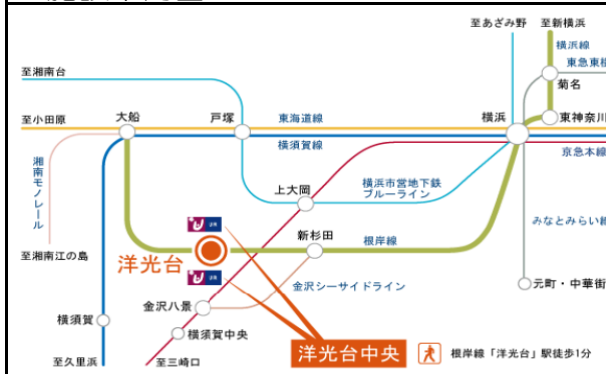 至あざみ野
至新横浜
横浜線
東急東横
至湘南台
菊名
至小田原
大船
戸塚
東海道線
横浜
東神奈川
横須賀線
京急本線
湘南モノレール
上大岡
横浜市営地下鉄
ブルーライン
新杉田
根岸線
みなとみらい線
至湘南江の島
洋光台
金沢シーサイドライン
元町・中華街
金沢八景
横須賀
横須賀中央
洋光台中央
根岸線「洋光台」駅徒歩1分
至久里浜
至三崎口